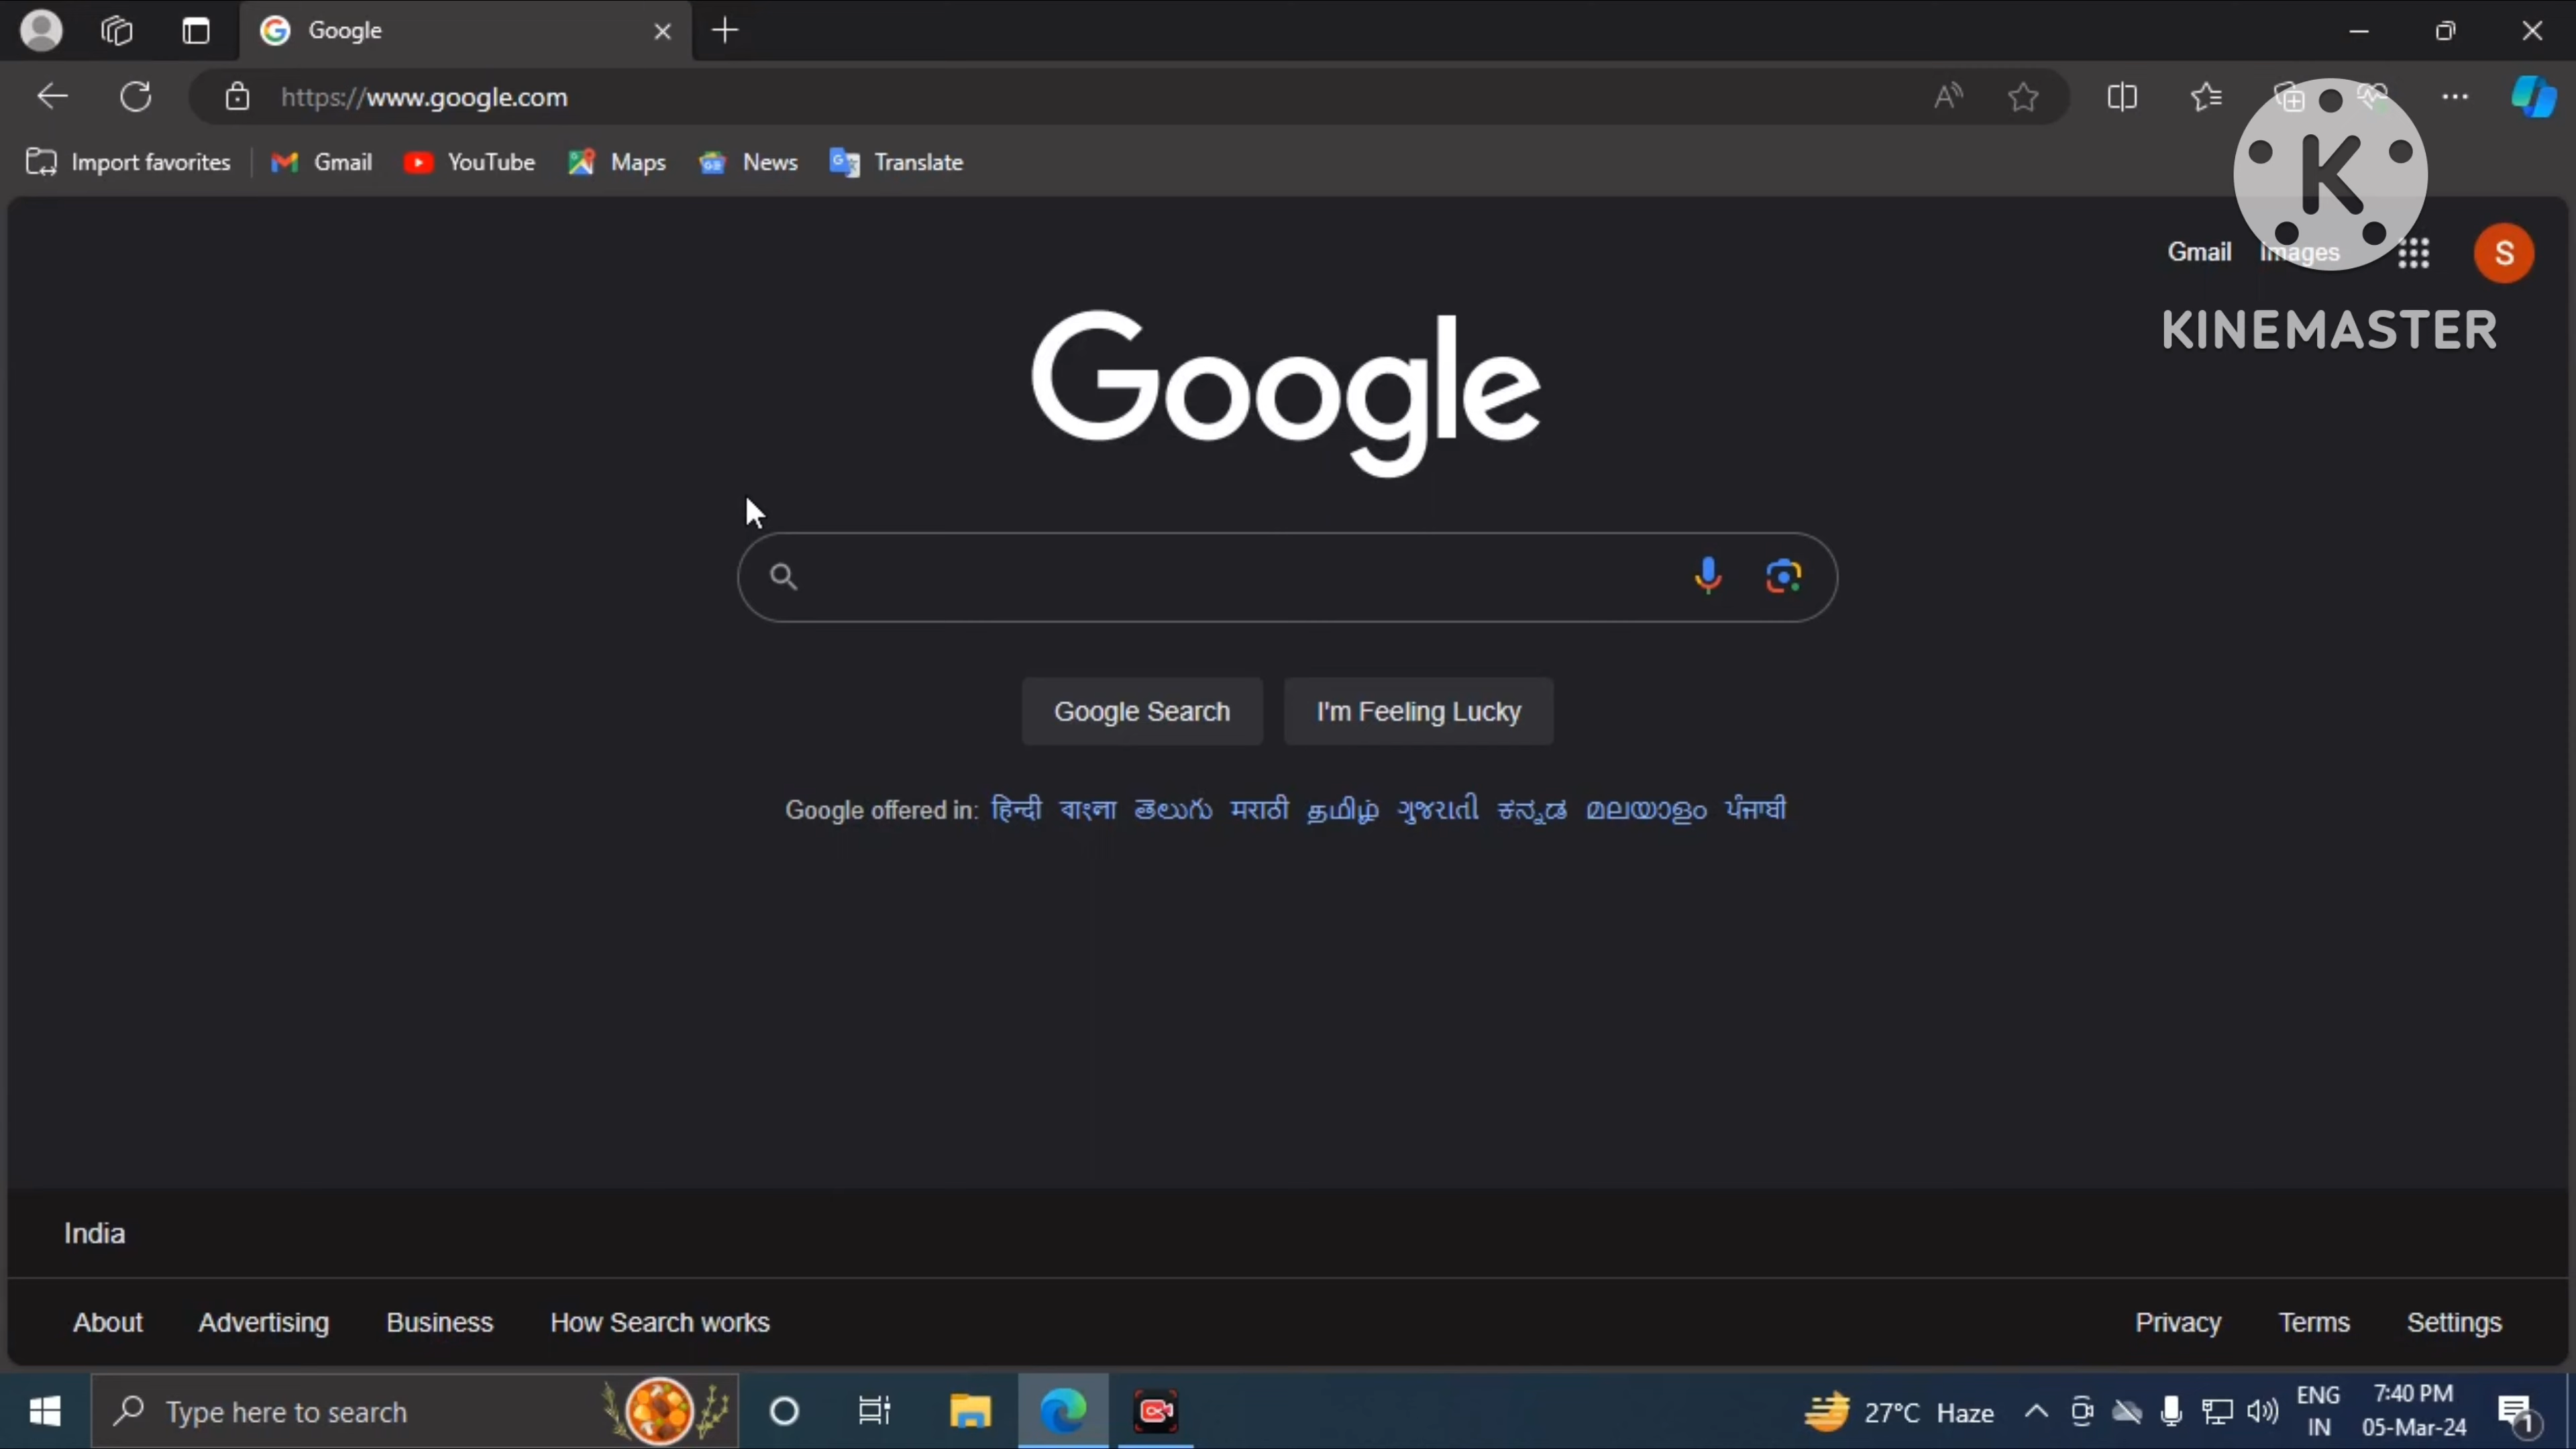 Google
https://www.google.com
Import favorites Gmail YouTube Maps News Translate
Gmail Images S
K
KINEMASTER
Google
Google Search I'm Feeling Lucky
Google offered in: हिन्दी বাংলা తెలుగు मराठी தமிழ் ગુજરાતી ಕನ್ನಡ മലയാളം ਪੰਜਾਬੀ
India
About Advertising Business How Search works Privacy Terms Settings
Type here to search 27°C Haze ENG 7:40 PM
IN 05-Mar-24 1